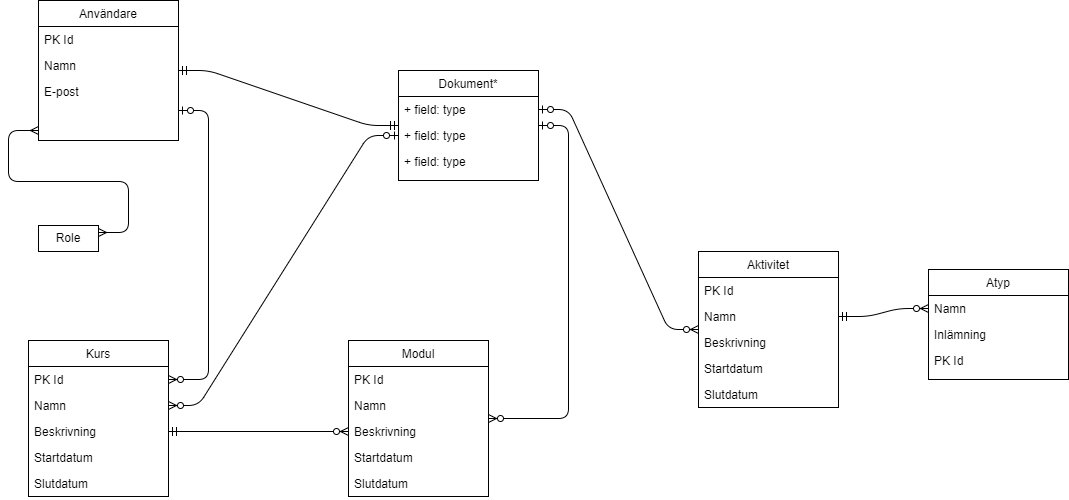 Användare
PK Id
Namn
E-post
Role
Dokument*
+ field: type
+ field: type
+ field: type
Kurs
PK Id
Namn
Beskrivning
Startdatum
Slutdatum
Modul
PK Id
Namn
Beskrivning
Startdatum
Slutdatum
Aktivitet
PK Id
Namn
Beskrivning
Startdatum
Slutdatum
Atyp
Namn
Inlämning
PK Id